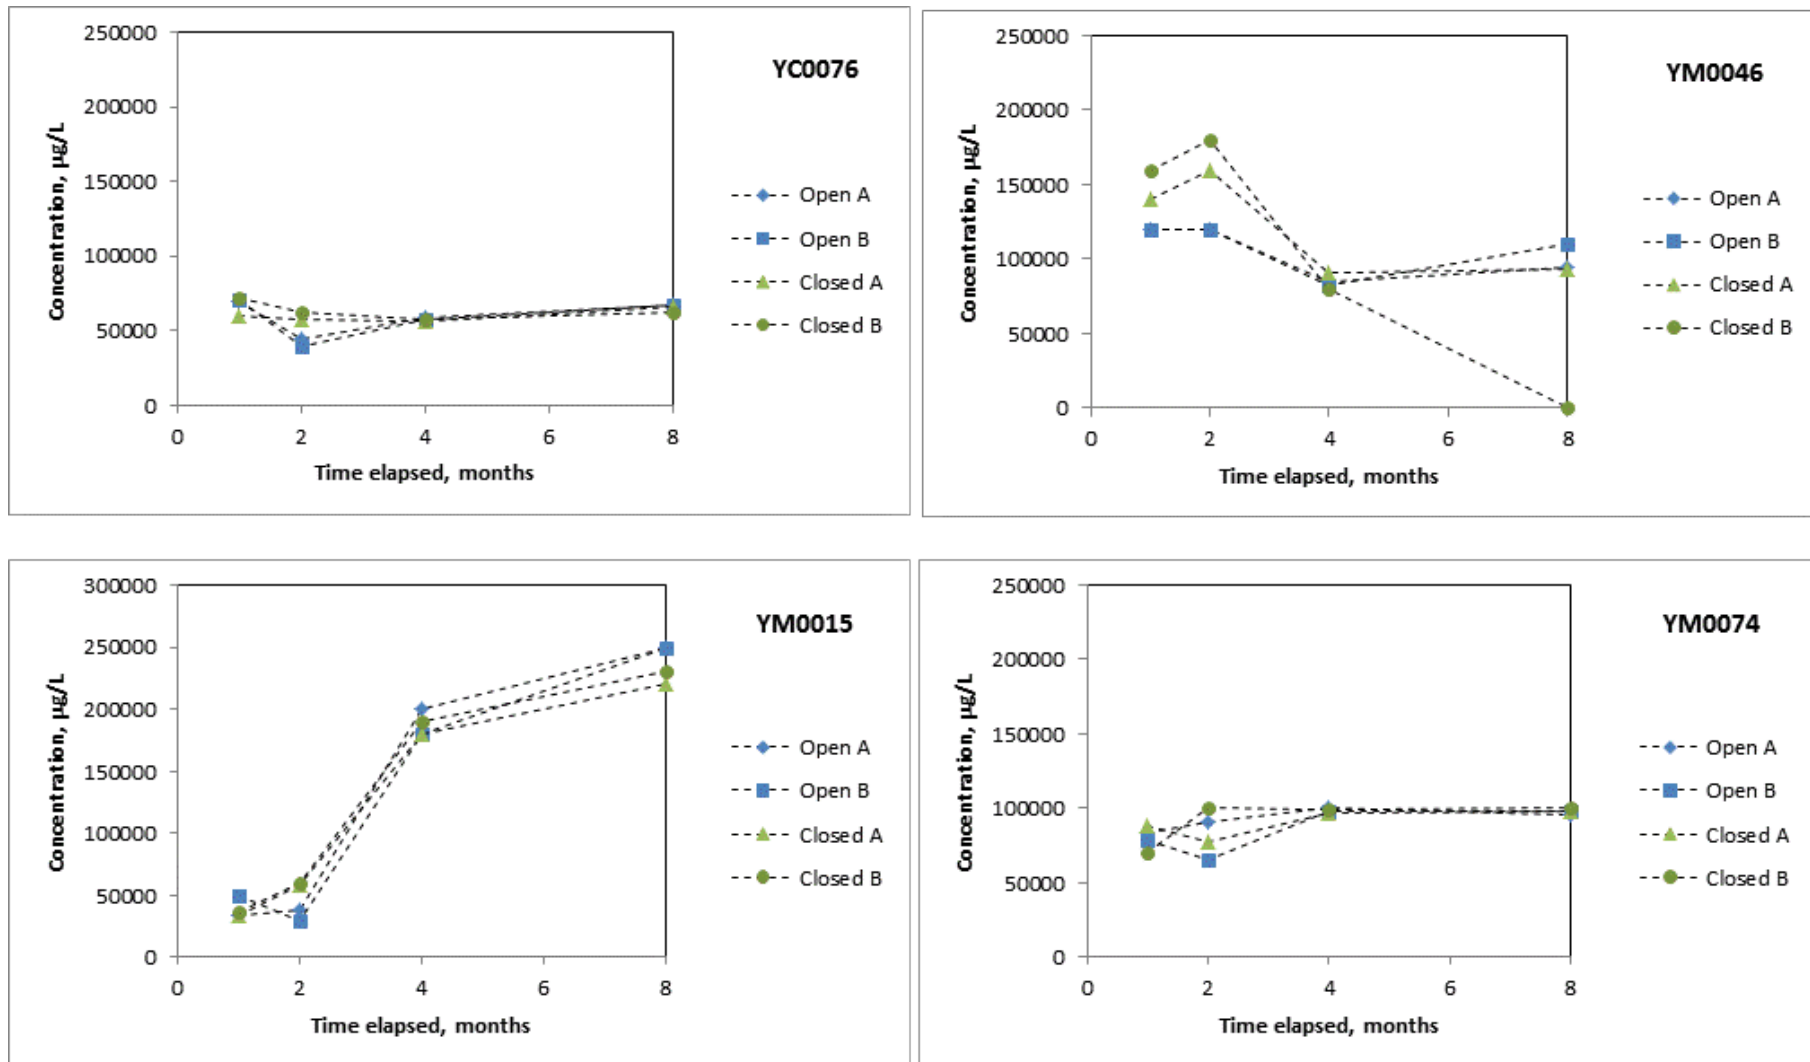 YC0076
Concentration, µg/L
250000
200000
150000
100000
50000
0
0 2 4 6 8
Time elapsed, months
Open A
Open B
Closed A
Closed B
YM0046
Concentration, µg/L
250000
200000
150000
100000
50000
0
0 2 4 6 8
Time elapsed, months
Open A
Open B
Closed A
Closed B
YM0015
Concentration, µg/L
300000
250000
200000
150000
100000
50000
0
0 2 4 6 8
Time elapsed, months
Open A
Open B
Closed A
Closed B
YM0074
Concentration, µg/L
250000
200000
150000
100000
50000
0
0 2 4 6 8
Time elapsed, months
Open A
Open B
Closed A
Closed B